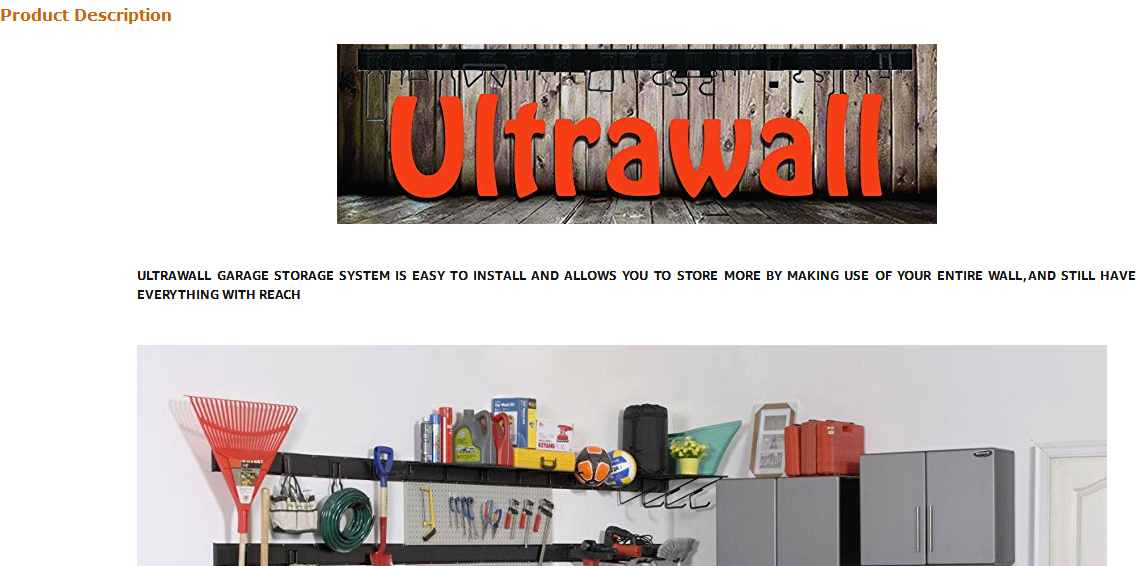 Product Description
Ultrawall
ULTRAWALL GARAGE STORAGE SYSTEM IS EASY TO INSTALL AND ALLOWS YOU TO STORE MORE BY MAKING USE OF YOUR ENTIRE WALL, AND STILL HAVE
EVERYTHING WITH REACH